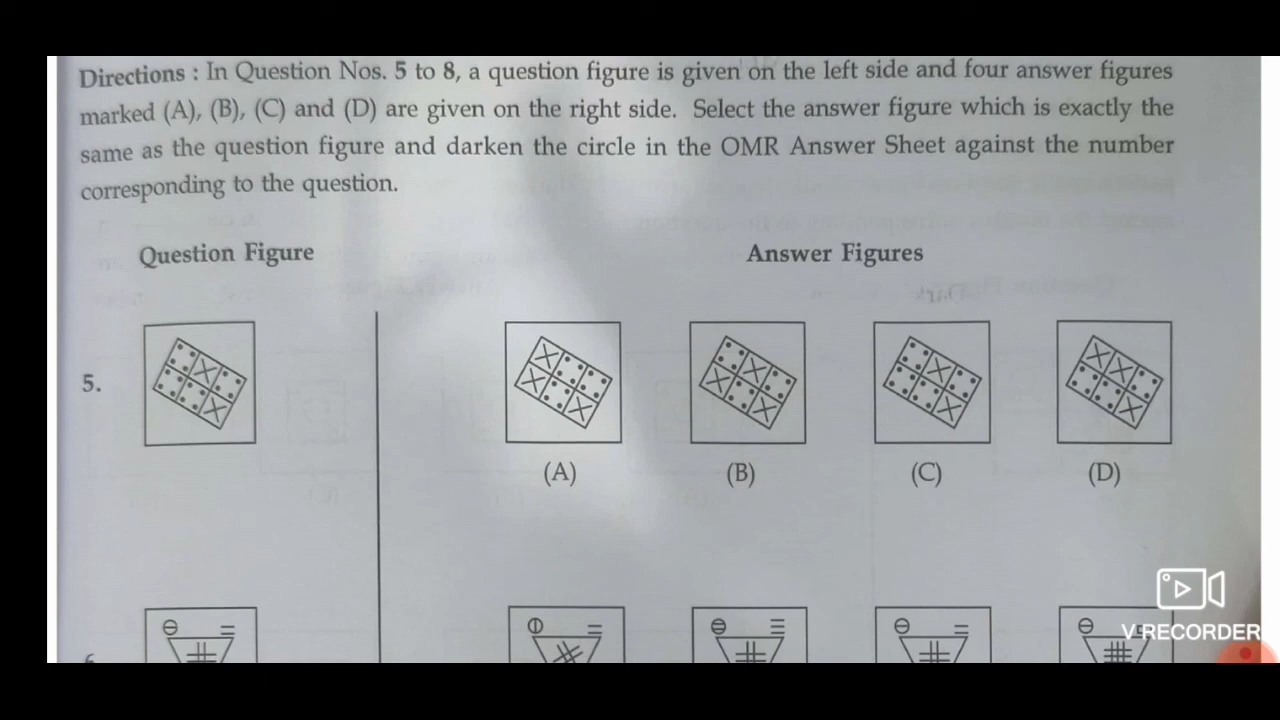 Directions : In Question Nos. 5 to 8, a question figure is given on the left side and four answer figures
marked (A), (B), (C) and (D) are given on the right side. Select the answer figure which is exactly the
same as the question figure and darken the circle in the OMR Answer Sheet against the number
corresponding to the question.
Question Figure Answer Figures
5.
(A) (B) (C) (D)
V RECORDER